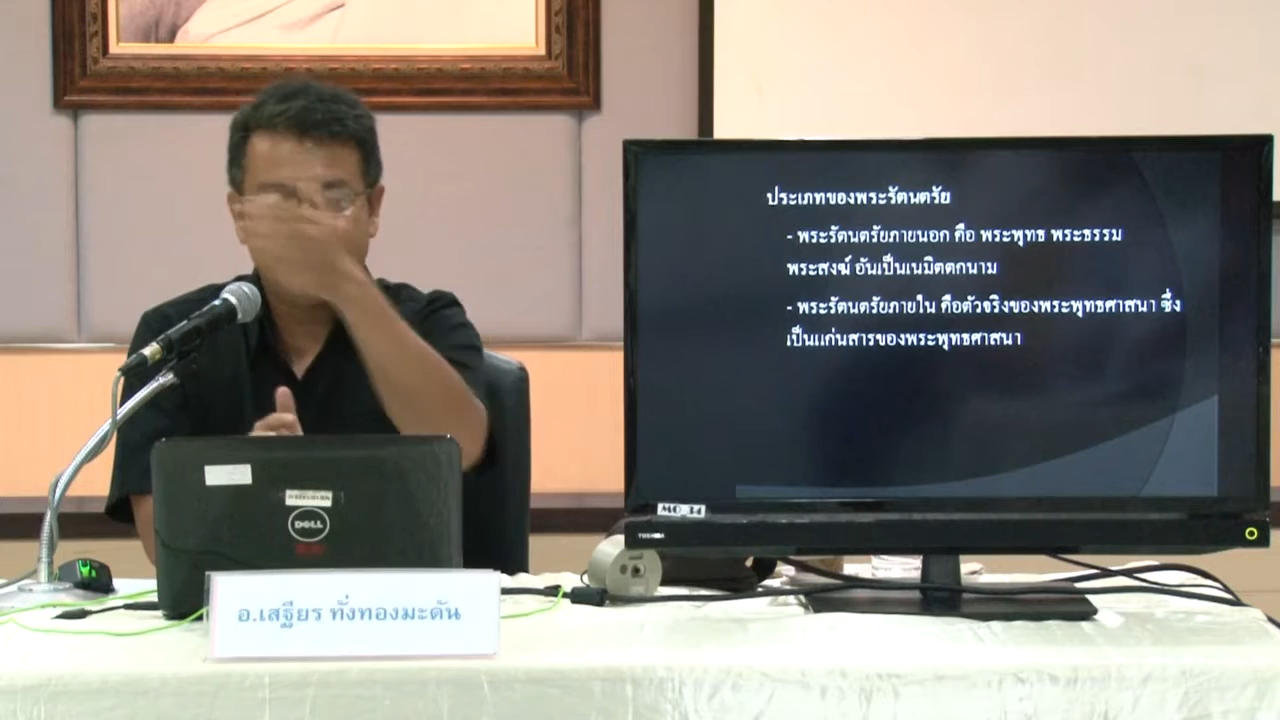 ประเภทของพระรัตนตรัย
- พระรัตนตรัยภายนอก คือ พระพุทธ พระธรรม
พระสงฆ์ อันเป็นเนมิตตกนาม
- พระรัตนตรัยภายใน คือตัวจริงของพระพุทธศาสนา ซึ่ง
เป็นแก่นสารของพระพุทธศาสนา
MO_34
TOSHIBA
DELL
อ.เสฐียร ทั่งทองมะดัน